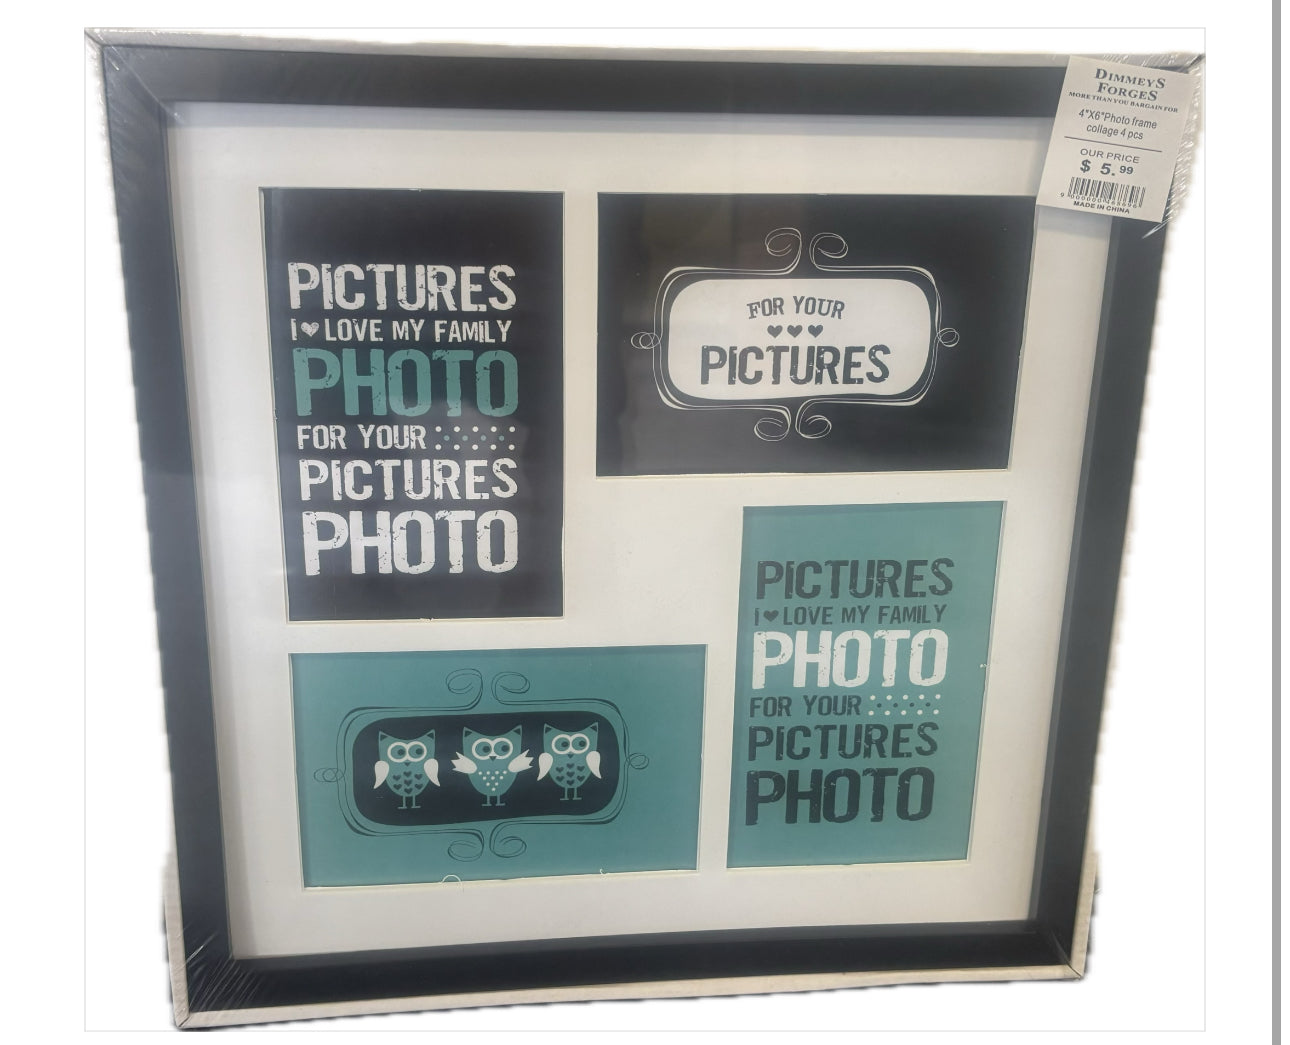 DIMMEYS
FORGES
MORE THAN YOU BARGAIN FOR
4"X6"Photo frame
collage 4 pcs
OUR PRICE
$ 5.99
MADE IN CHINA
PICTURES
I♥LOVE MY FAMILY
PHOTO
FOR YOUR
PICTURES
PHOTO
FOR YOUR
♥♥♥
PICTURES
PICTURES
I♥LOVE MY FAMILY
PHOTO
FOR YOUR
PICTURES
PHOTO